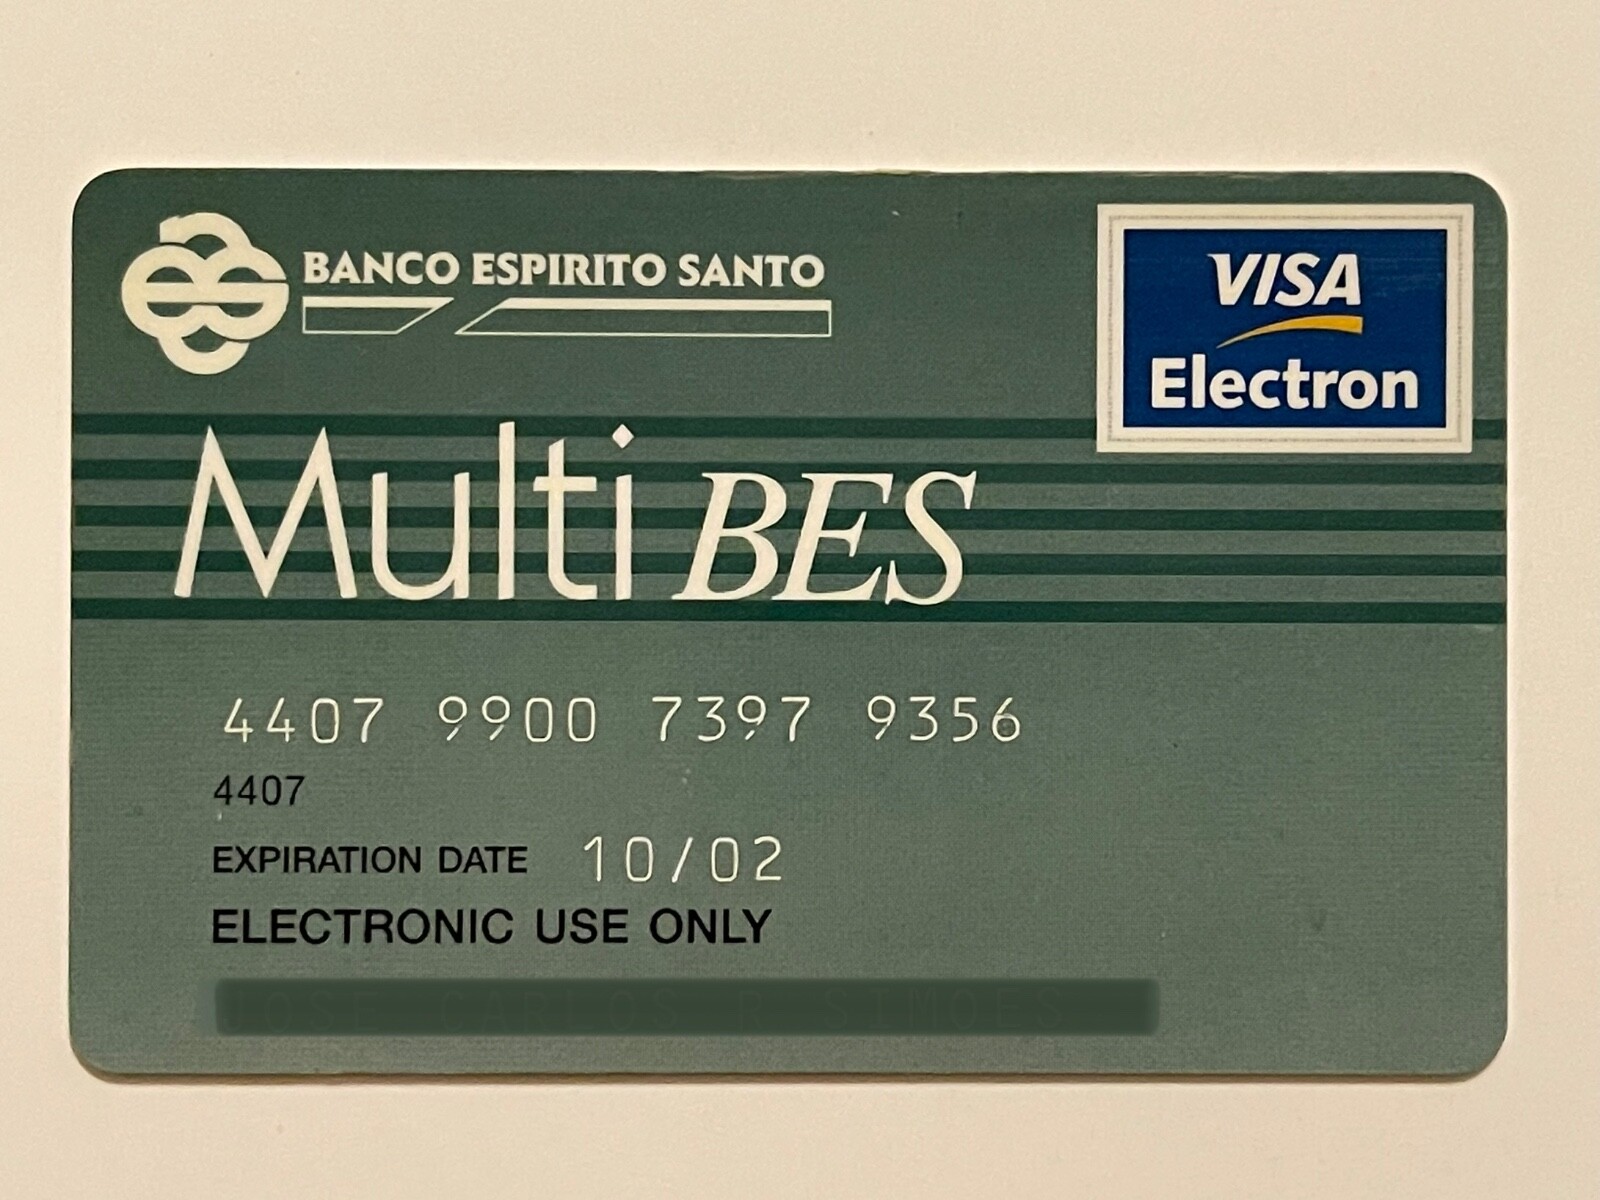 BANCO ESPIRITO SANTO
VISA
Electron
Multi BES
4407 9900 7397 9356
4407
EXPIRATION DATE 10/02
ELECTRONIC USE ONLY